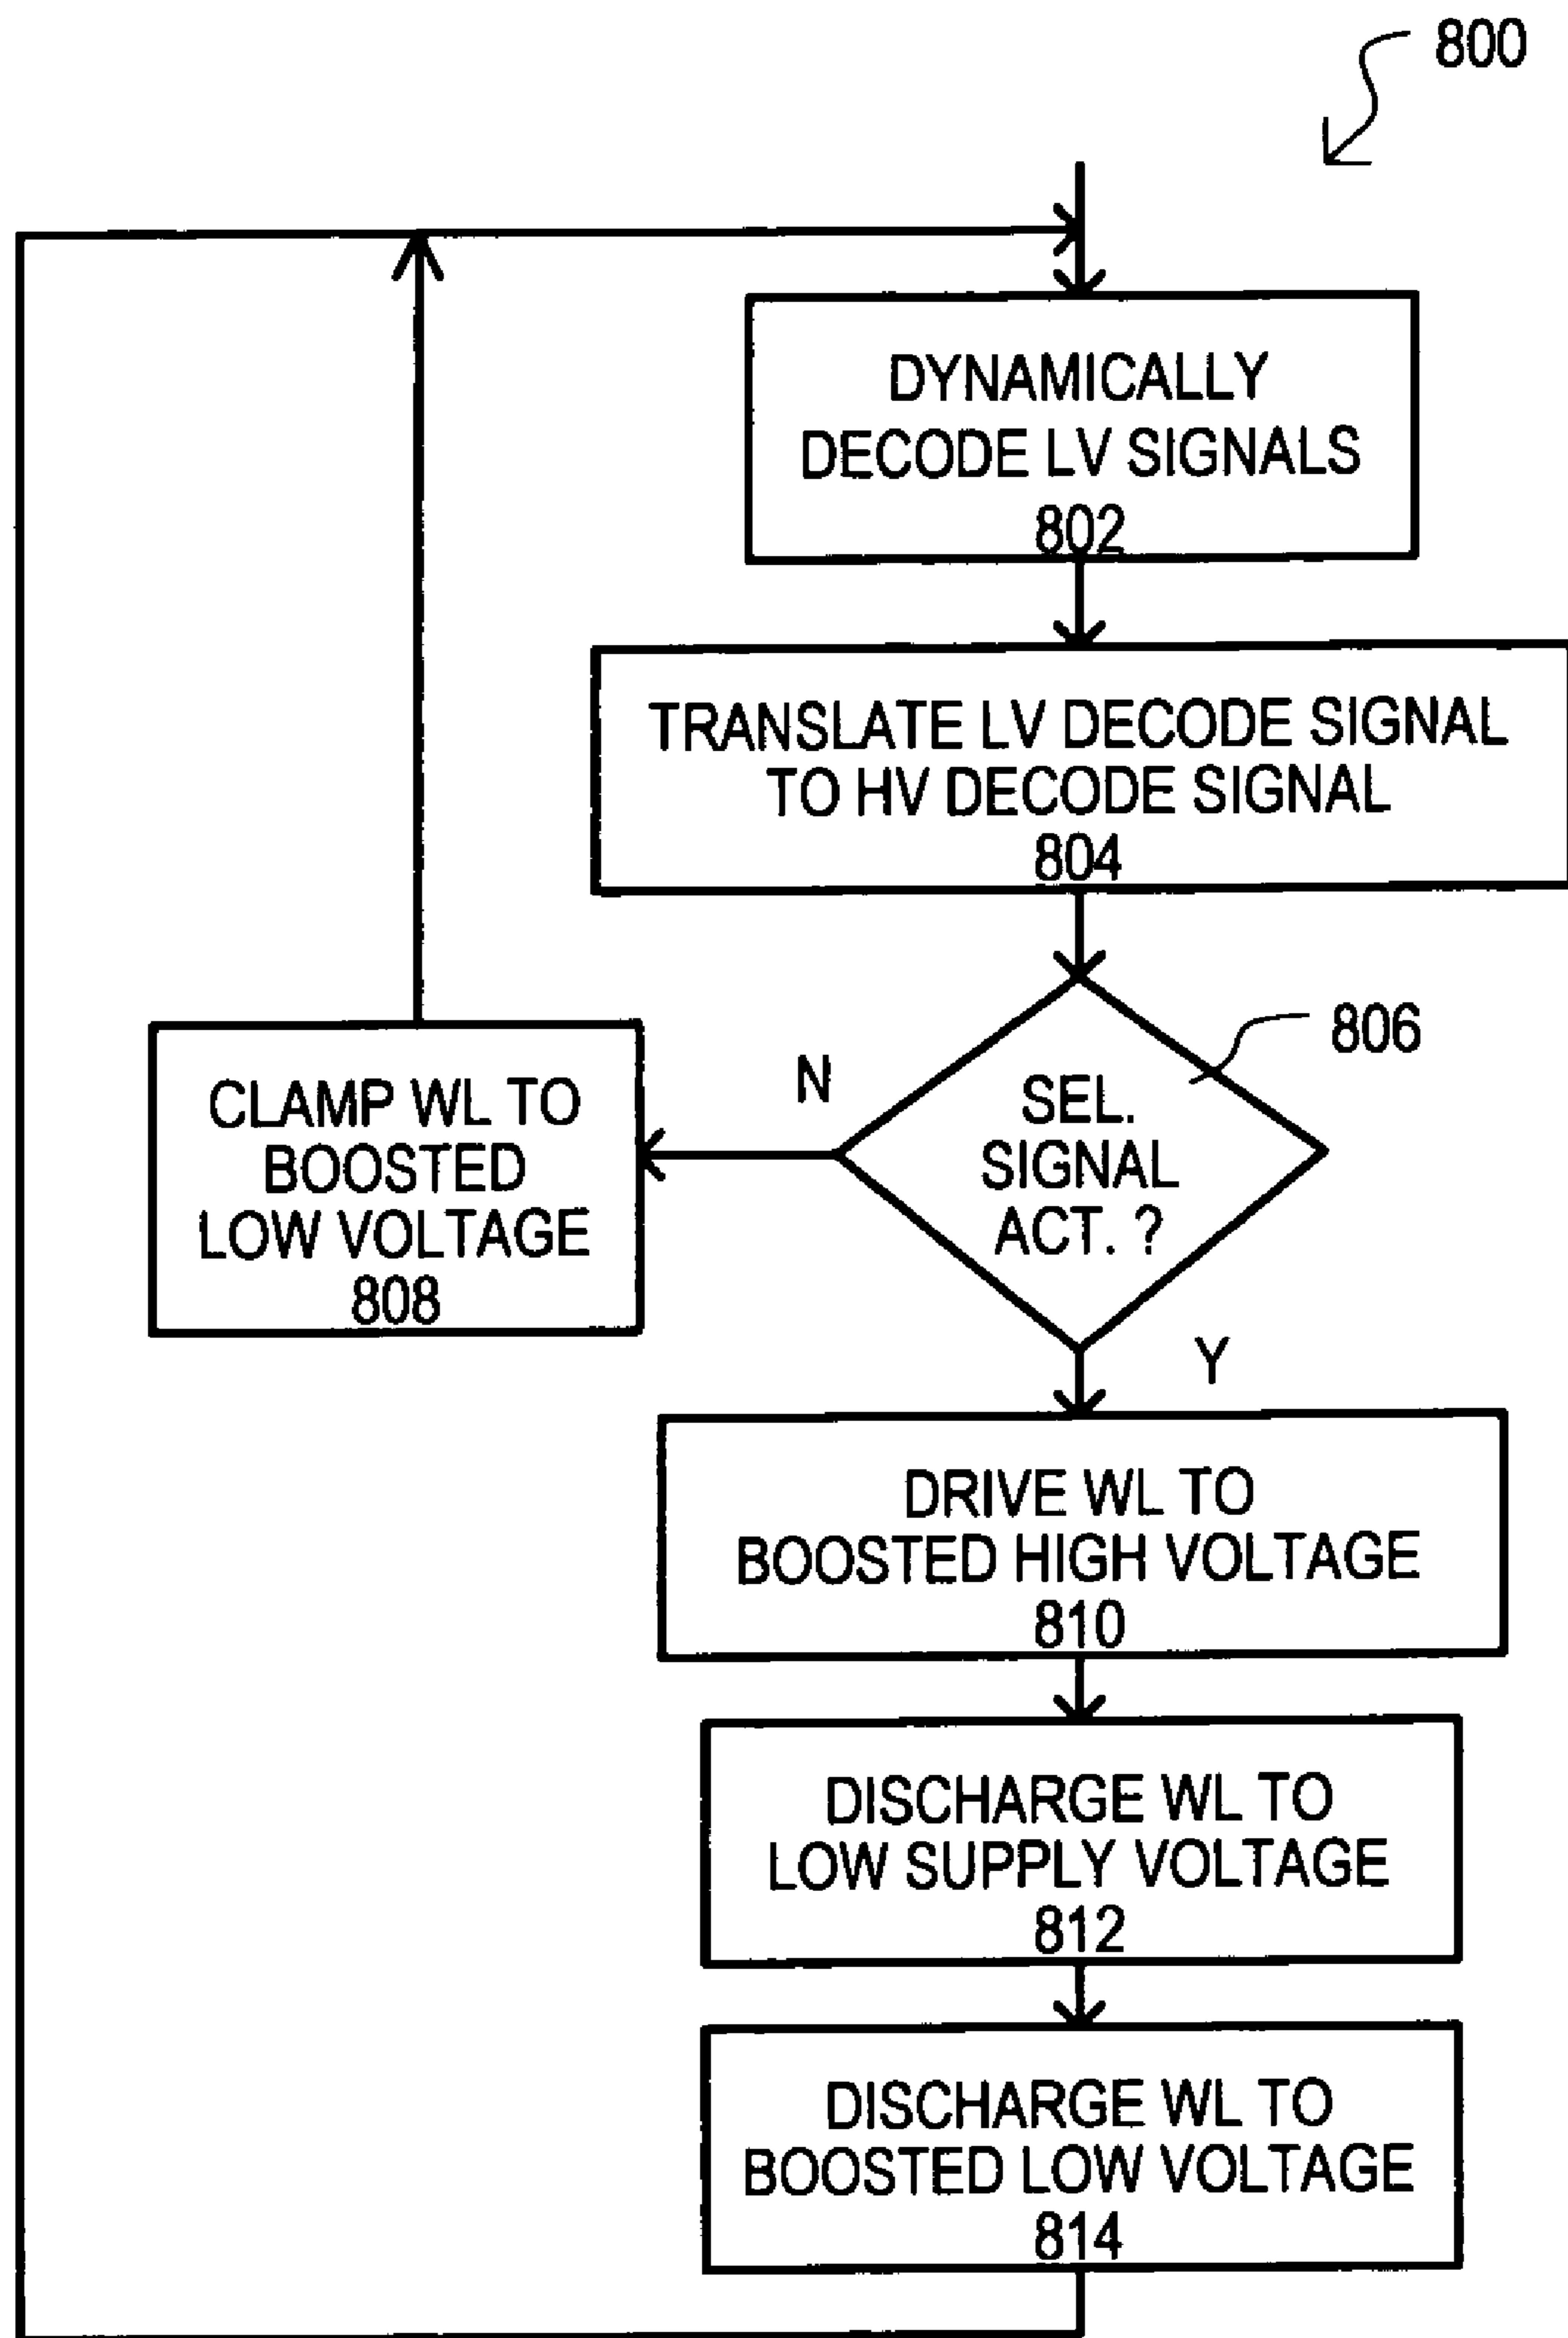 800
DYNAMICALLY
DECODE LV SIGNALS
802
TRANSLATE LV DECODE SIGNAL
TO HV DECODE SIGNAL
804
806
SEL.
SIGNAL
ACT. ?
N
CLAMP WL TO
BOOSTED
LOW VOLTAGE
808
Y
DRIVE WL TO
BOOSTED HIGH VOLTAGE
810
DISCHARGE WL TO
LOW SUPPLY VOLTAGE
812
DISCHARGE WL TO
BOOSTED LOW VOLTAGE
814